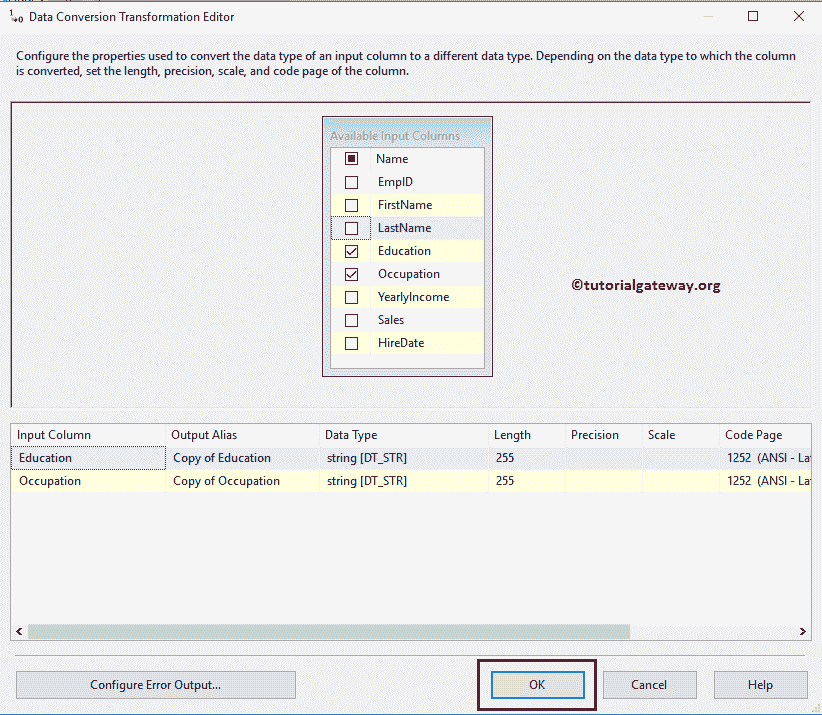 Data Conversion Transformation Editor
Configure the properties used to convert the data type of an input column to a different data type. Depending on the data type to which the column
is converted, set the length, precision, scale, and code page of the column.
Available Input Columns
Name
EmpID
FirstName
LastName
Education
Occupation
YearlyIncome
Sales
HireDate
©tutorialgateway.org
Input Column Output Alias Data Type Length Precision Scale Code Page
Education Copy of Education string [DT_STR] 255 1252 (ANSI - La
Occupation Copy of Occupation string [DT_STR] 255 1252 (ANSI - La
Configure Error Output... OK Cancel Help